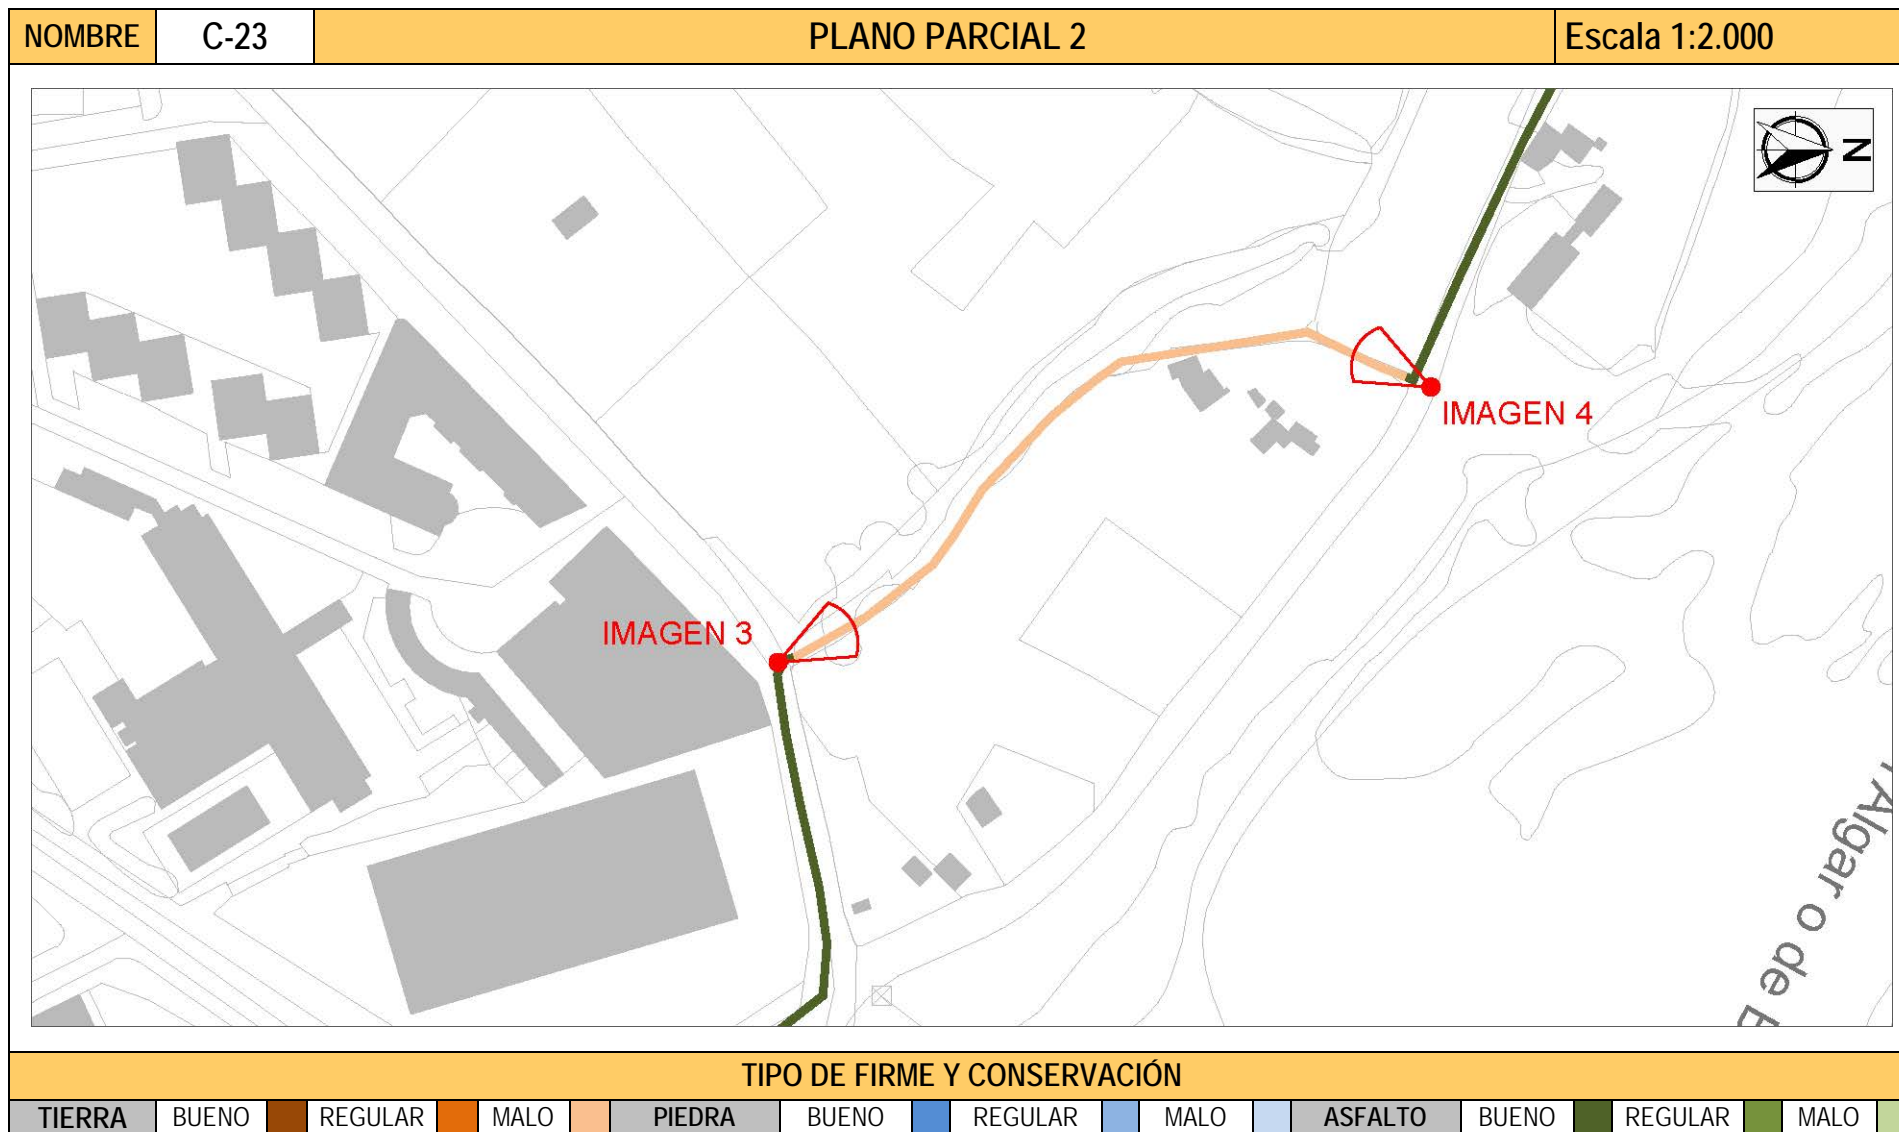 NOMBRE C-23 PLANO PARCIAL 2 Escala 1:2.000
N
IMAGEN 4
IMAGEN 3
Algar o de
TIPO DE FIRME Y CONSERVACIÓN
TIERRA BUENO REGULAR MALO PIEDRA BUENO REGULAR MALO ASFALTO BUENO REGULAR MALO